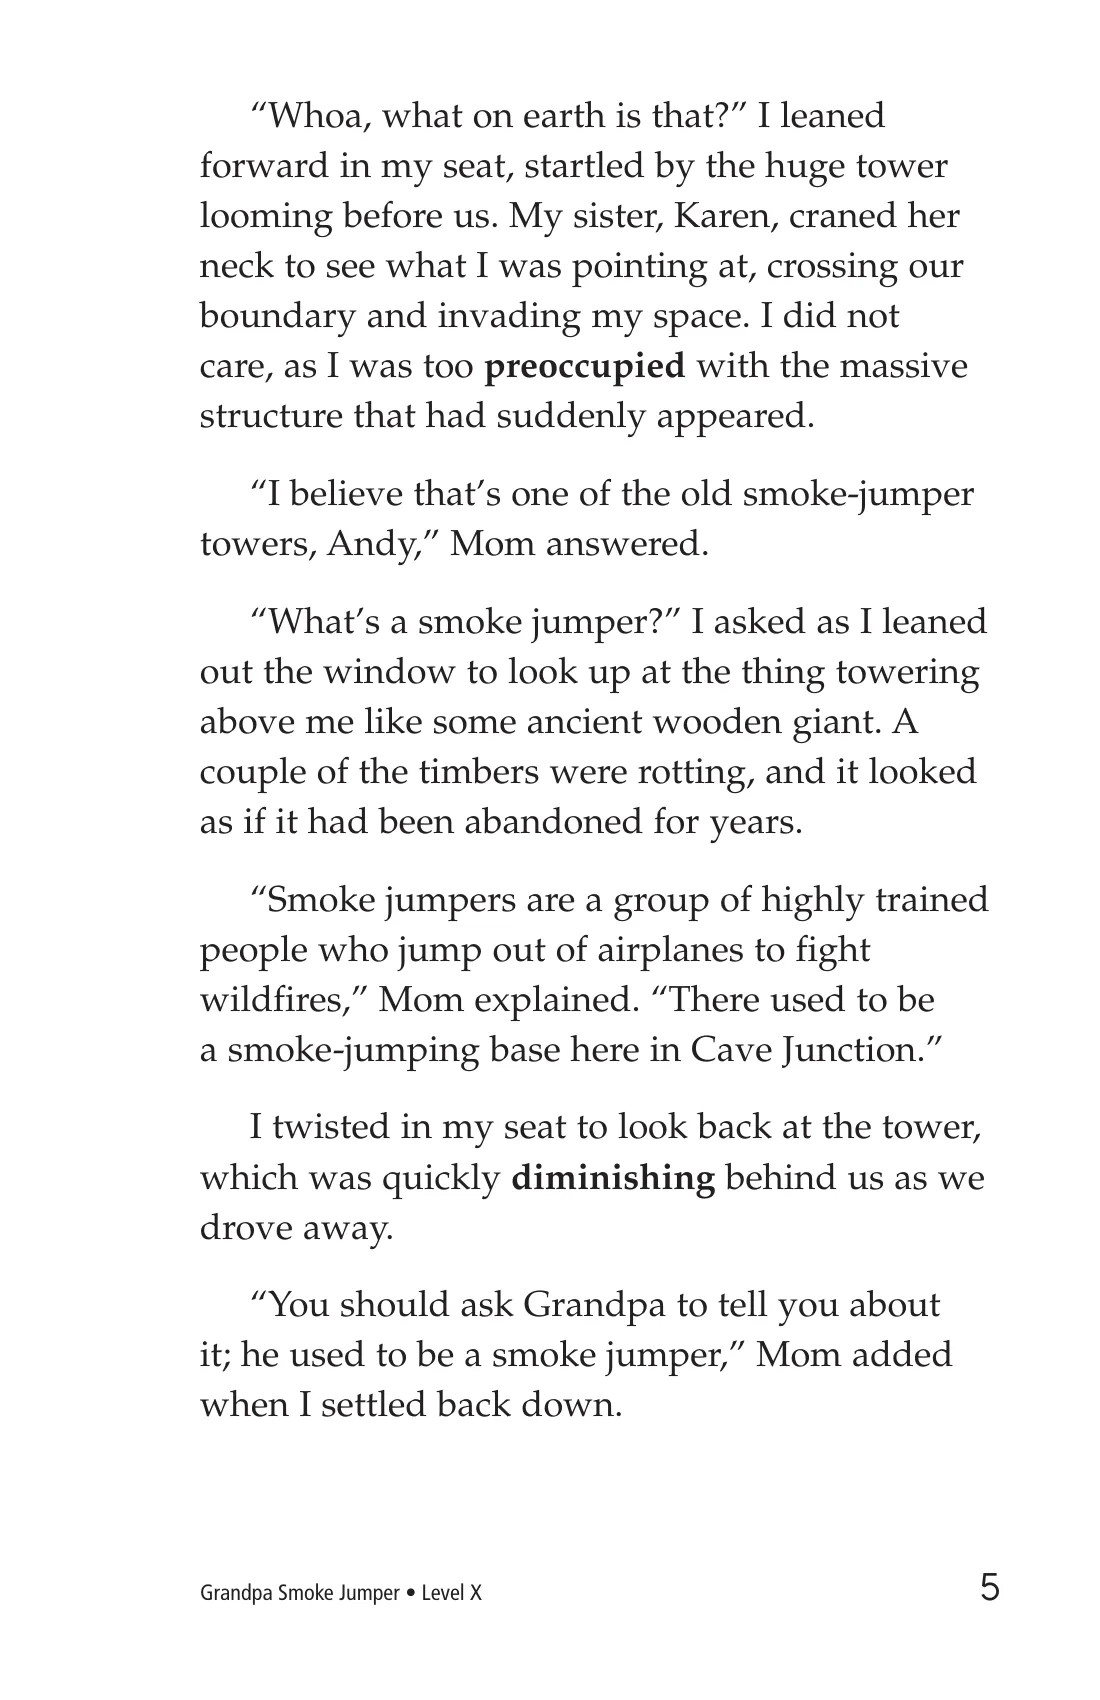 “Whoa, what on earth is that?” I leaned
forward in my seat, startled by the huge tower
looming before us. My sister, Karen, craned her
neck to see what I was pointing at, crossing our
boundary and invading my space. I did not
care, as I was too preoccupied with the massive
structure that had suddenly appeared.
“I believe that’s one of the old smoke-jumper
towers, Andy,” Mom answered.
“What’s a smoke jumper?” I asked as I leaned
out the window to look up at the thing towering
above me like some ancient wooden giant. A
couple of the timbers were rotting, and it looked
as if it had been abandoned for years.
“Smoke jumpers are a group of highly trained
people who jump out of airplanes to fight
wildfires,” Mom explained. “There used to be
a smoke-jumping base here in Cave Junction.”
I twisted in my seat to look back at the tower,
which was quickly diminishing behind us as we
drove away.
“You should ask Grandpa to tell you about
it; he used to be a smoke jumper,” Mom added
when I settled back down.
Grandpa Smoke Jumper • Level X
5